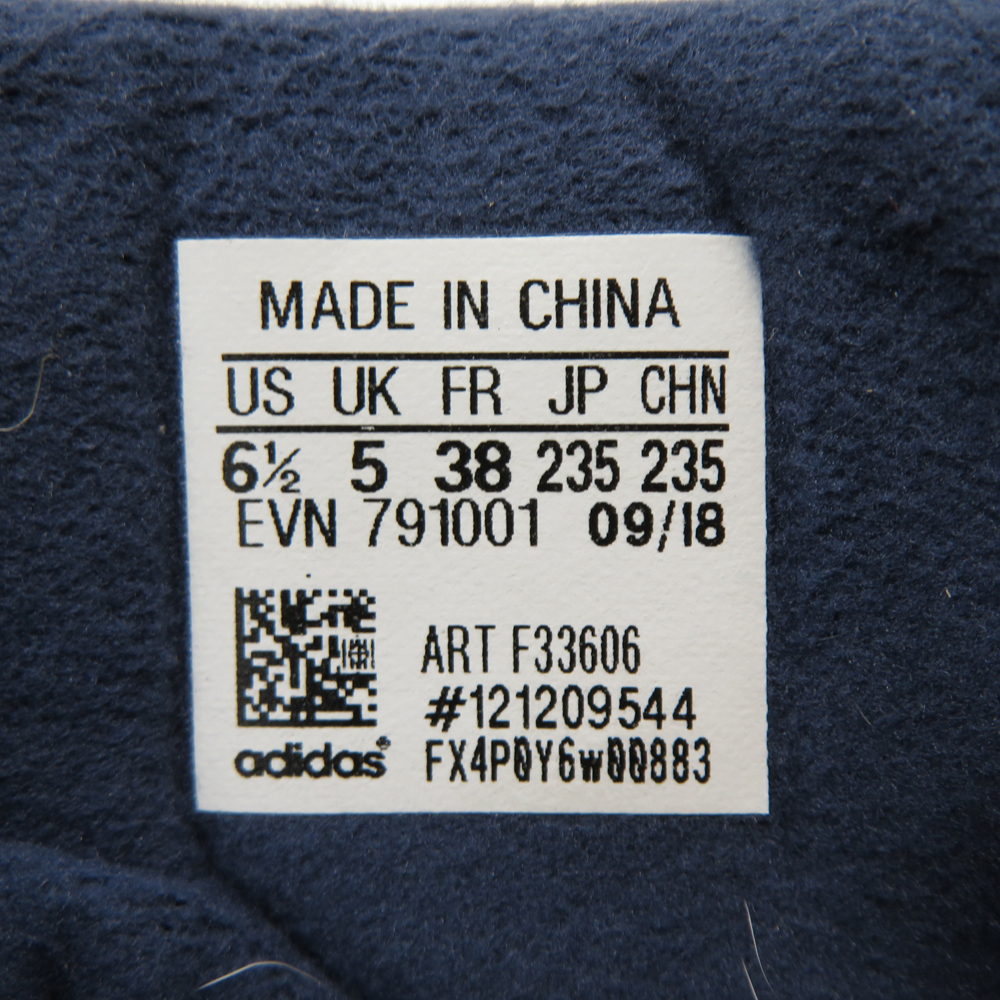 MADE IN CHINA
US UK FR JP CHN
6½ 5 38 235 235
EVN 791001 09/18
ART F33606
#121209544
adidas® FX4P0Y6w00883